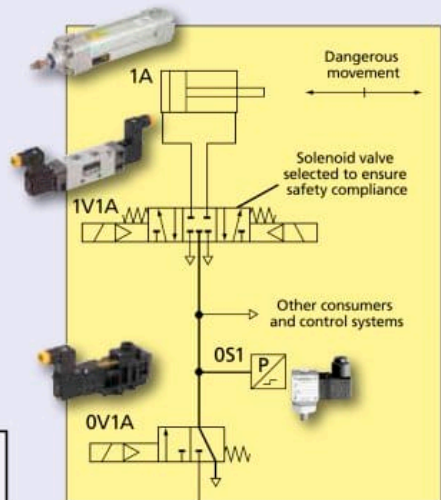 1A
Dangerous
movement
Solenoid valve
selected to ensure
safety compliance
1V1A
Other consumers
and control systems
0S1
P
0V1A